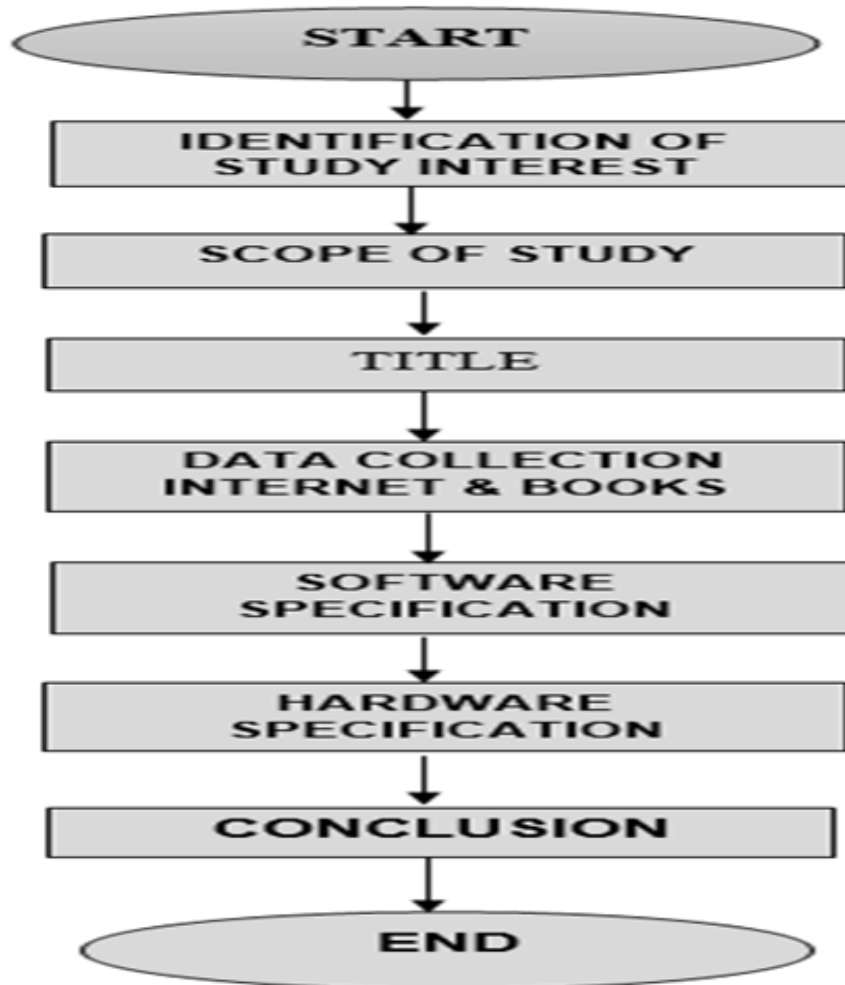 START
IDENTIFICATION OF
STUDY INTEREST
SCOPE OF STUDY
TITLE
DATA COLLECTION
INTERNET & BOOKS
SOFTWARE
SPECIFICATION
HARDWARE
SPECIFICATION
CONCLUSION
END